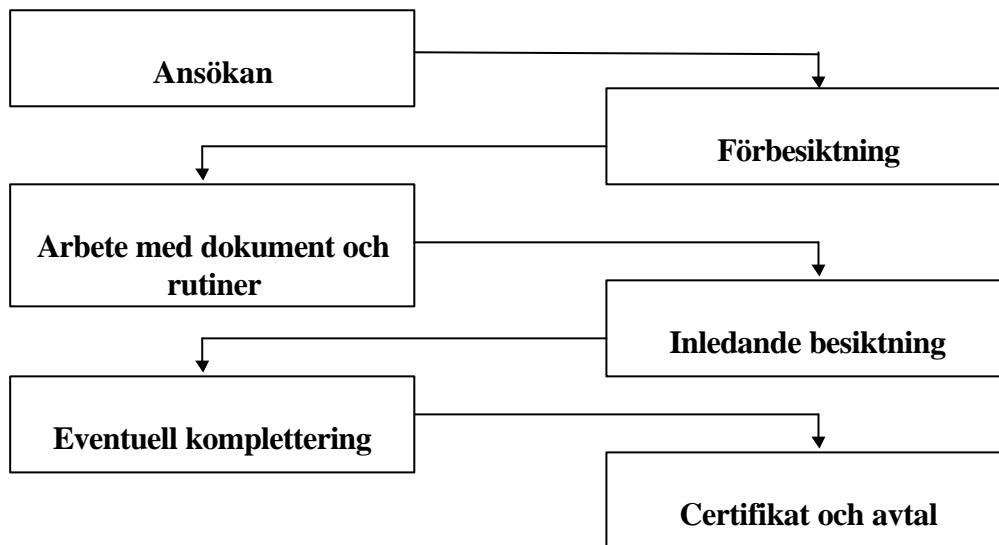 Ansökan
Förbesiktning
Arbete med dokument och
rutiner
Inledande besiktning
Eventuell komplettering
Certifikat och avtal